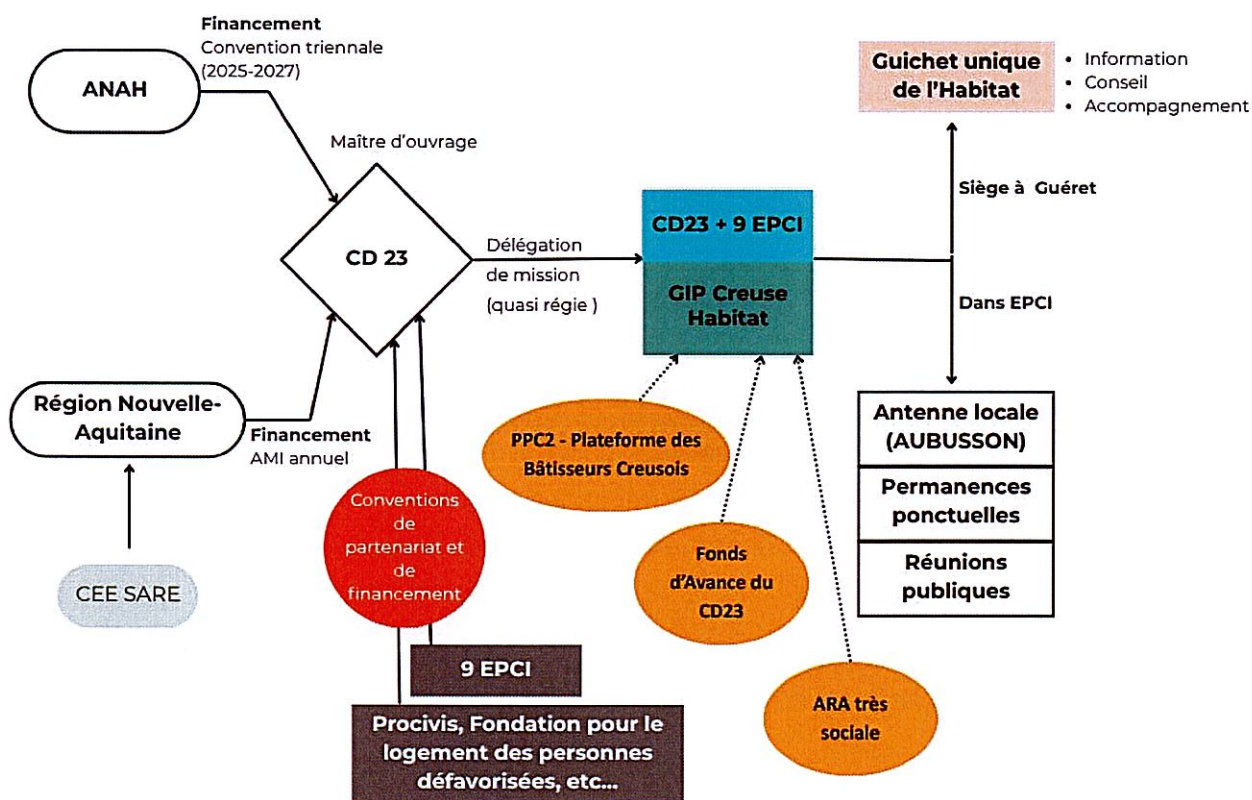 Financement
Convention triennale
(2025-2027)
ANAH
Maître d'ouvrage
CD 23
Région Nouvelle-
Aquitaine
Financement
AMI annuel
CEE SARE
Conventions
de
partenariat et
de
financement
9 EPCI
Procivis, Fondation pour le
logement des personnes
défavorisées, etc...
Délégation
de mission
(quasi régie )
CD23 + 9 EPCI
GIP Creuse
Habitat
PPC2 - Plateforme des
Bâtisseurs Creusois
Fonds
d'Avance du
CD23
ARA très
sociale
Guichet unique
de l'Habitat
• Information
• Conseil
• Accompagnement
Siège à Guéret
Dans EPCI
Antenne locale
(AUBUSSON)
Permanences
ponctuelles
Réunions
publiques